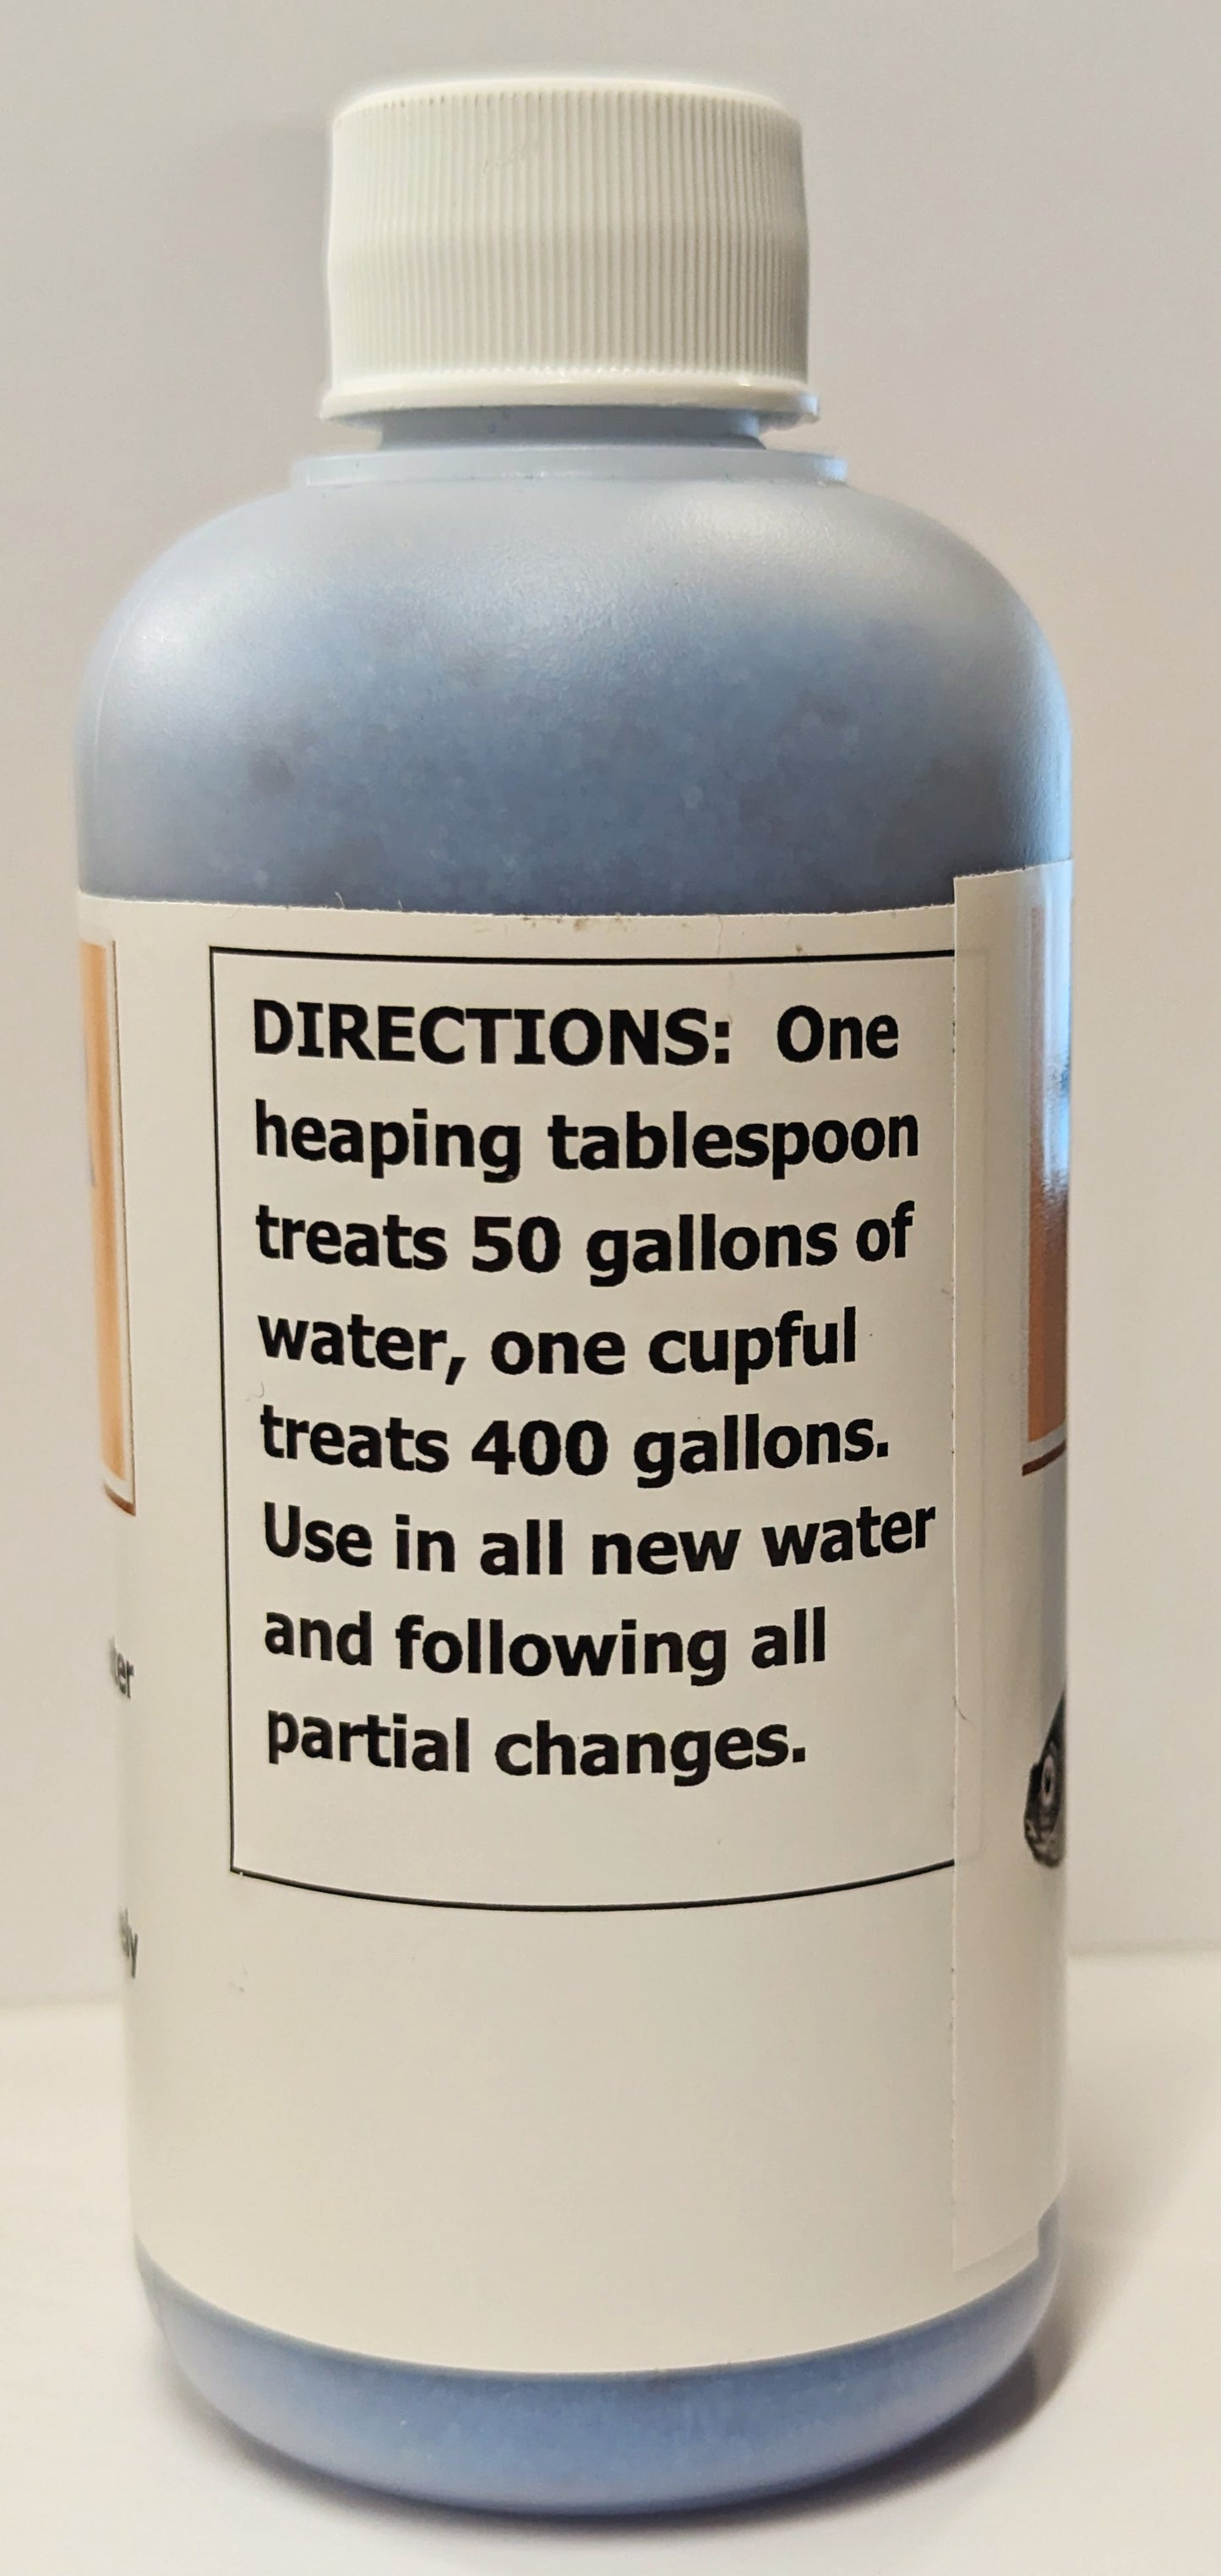 DIRECTIONS: One
heaping tablespoon
treats 50 gallons of
water, one cupful
treats 400 gallons.
Use in all new water
and following all
partial changes.